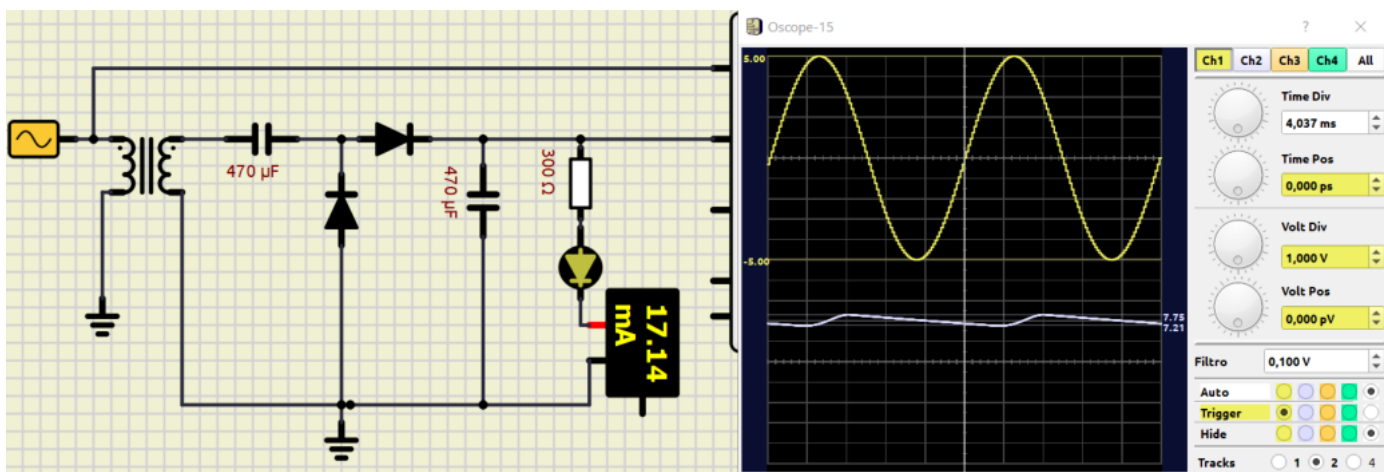 Oscope-15
? ×
470 µF
470 µF
300 Ω
17.14
mA
5.00
-5.00
7.75
7.21
Ch1 Ch2 Ch3 Ch4 All
Time Div
4,037 ms
Time Pos
0,000 ps
Volt Div
1,000 V
Volt Pos
0,000 pV
Filtro 0,100 V
Auto
Trigger
Hide
Tracks 1 2 4